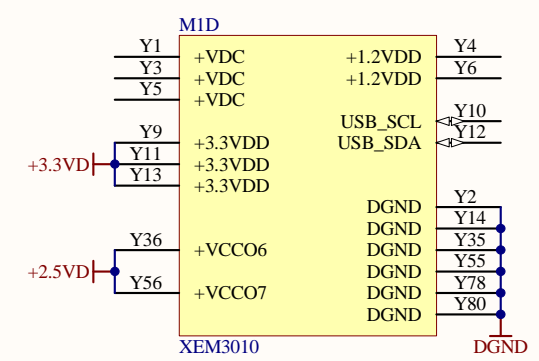 M1D
Y1 +VDC +1.2VDD Y4
Y3 +VDC +1.2VDD Y6
Y5 +VDC
USB_SCL Y10
Y9 +3.3VDD USB_SDA Y12
+3.3VD Y11 +3.3VDD
Y13 +3.3VDD
DGND Y2
DGND Y14
Y36 +VCCO6 DGND Y35
+2.5VD DGND Y55
Y56 +VCCO7 DGND Y78
DGND Y80
XEM3010 DGND